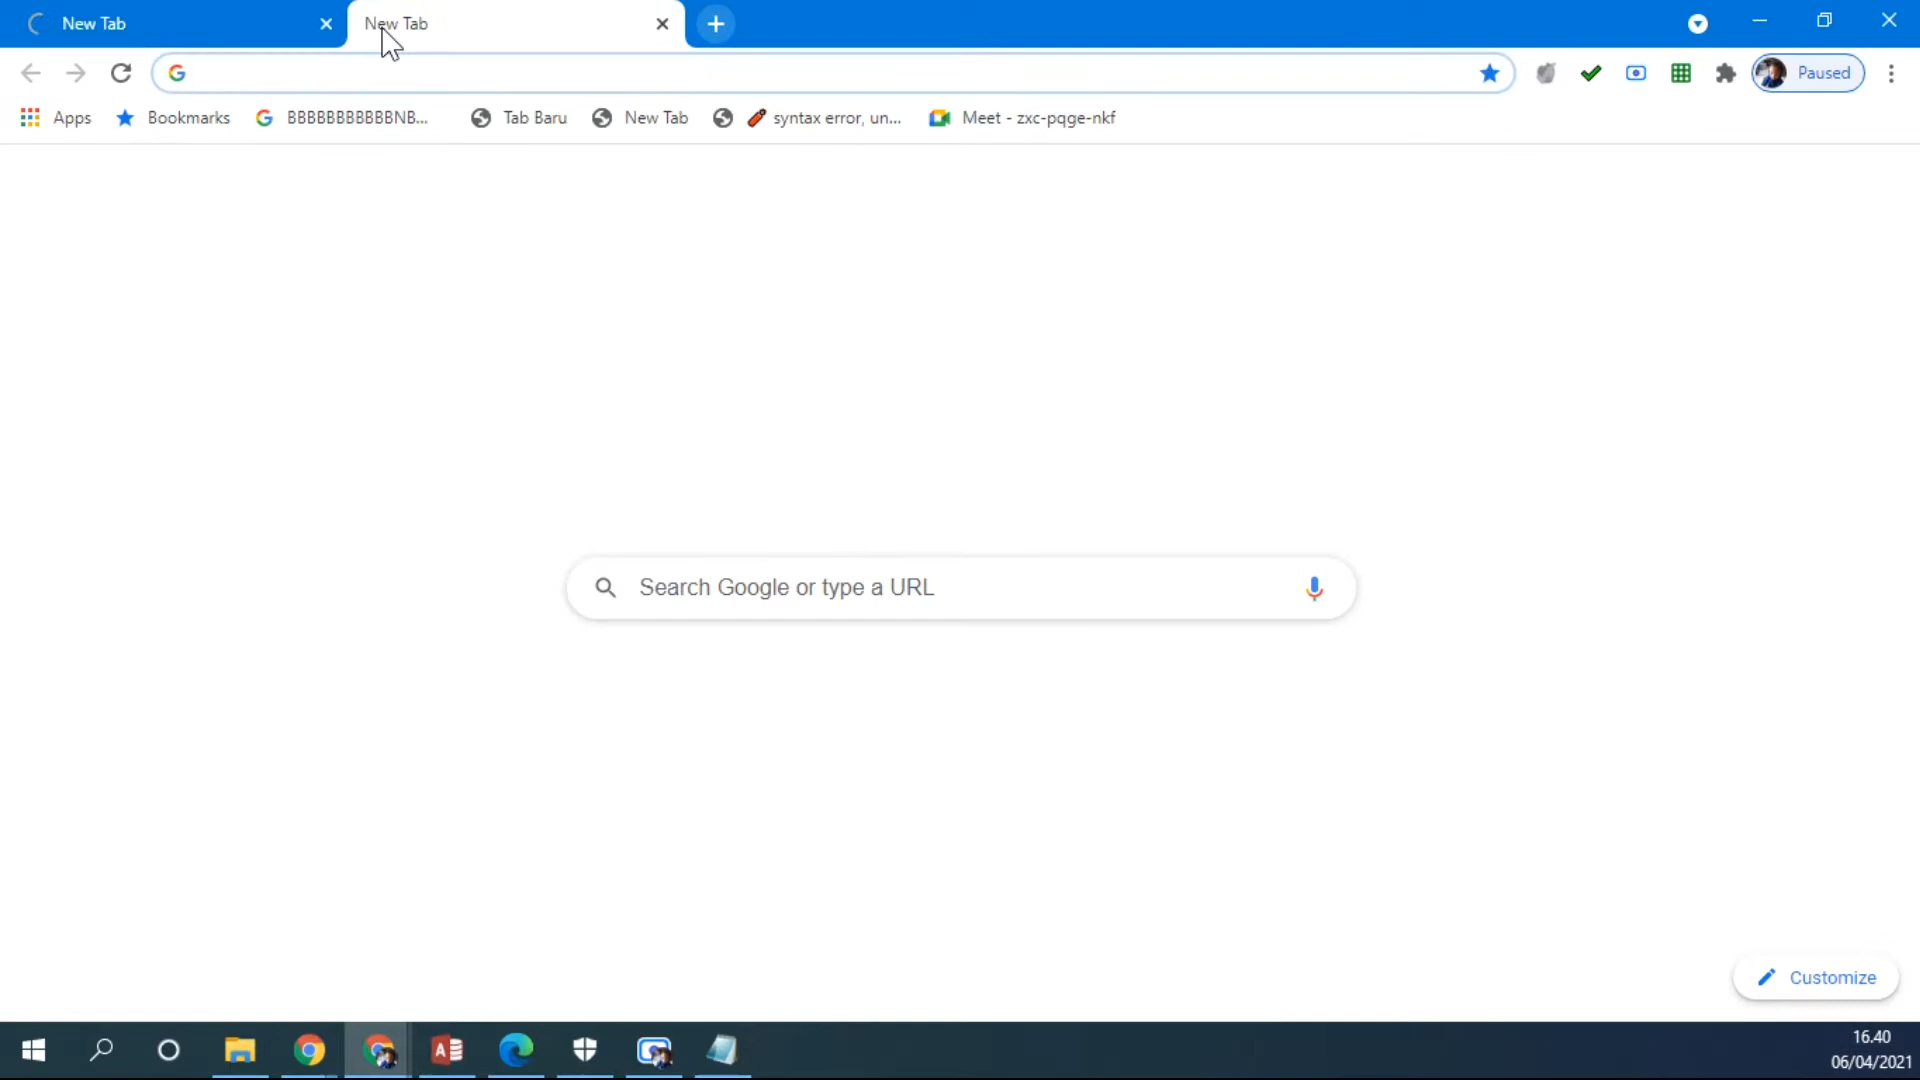 New Tab
New Tab
Paused
Apps
Bookmarks
BBBBBBBBBBBNB...
Tab Baru
New Tab
syntax error, un...
Meet - zxc-pqge-nkf
Search Google or type a URL
Customize
16.40
06/04/2021